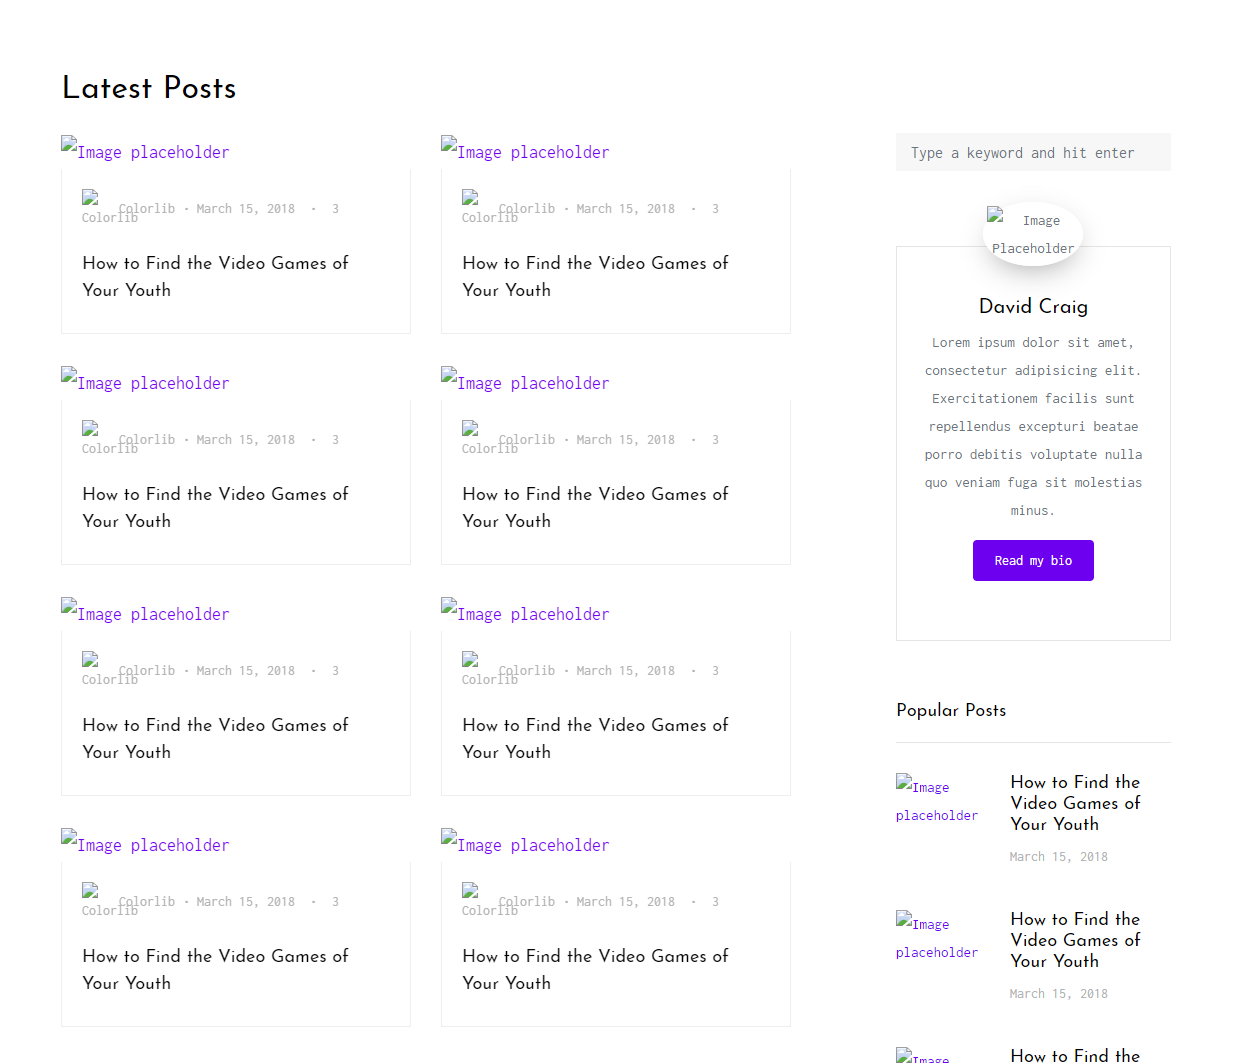 Latest Posts
Image placeholder
Colorlib
Colorlib • March 15, 2018 • 3
How to Find the Video Games of
Your Youth
Image placeholder
Colorlib
Colorlib • March 15, 2018 • 3
How to Find the Video Games of
Your Youth
Image placeholder
Colorlib
Colorlib • March 15, 2018 • 3
How to Find the Video Games of
Your Youth
Image placeholder
Colorlib
Colorlib • March 15, 2018 • 3
How to Find the Video Games of
Your Youth
Image placeholder
Colorlib
Colorlib • March 15, 2018 • 3
How to Find the Video Games of
Your Youth
Image placeholder
Colorlib
Colorlib • March 15, 2018 • 3
How to Find the Video Games of
Your Youth
Image placeholder
Colorlib
Colorlib • March 15, 2018 • 3
How to Find the Video Games of
Your Youth
Image placeholder
Colorlib
Colorlib • March 15, 2018 • 3
How to Find the Video Games of
Your Youth
Type a keyword and hit enter
Image
Placeholder
David Craig
Lorem ipsum dolor sit amet,
consectetur adipisicing elit.
Exercitationem facilis sunt
repellendus excepturi beatae
porro debitis voluptate nulla
quo veniam fuga sit molestias
minus.
Read my bio
Popular Posts
Image
placeholder
How to Find the
Video Games of
Your Youth
March 15, 2018
Image
placeholder
How to Find the
Video Games of
Your Youth
March 15, 2018
Image
How to Find the